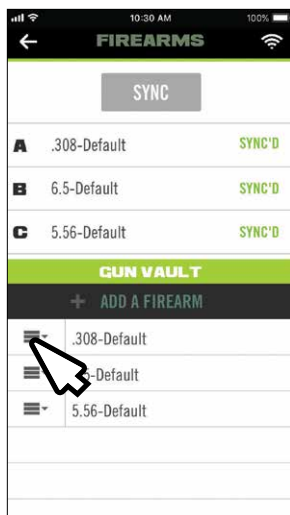 10:30 AM 100%
FIREARMS
SYNC
A .308-Default SYNC'D
B 6.5-Default SYNC'D
C 5.56-Default SYNC'D
GUN VAULT
+ ADD A FIREARM
.308-Default
5-Default
5.56-Default